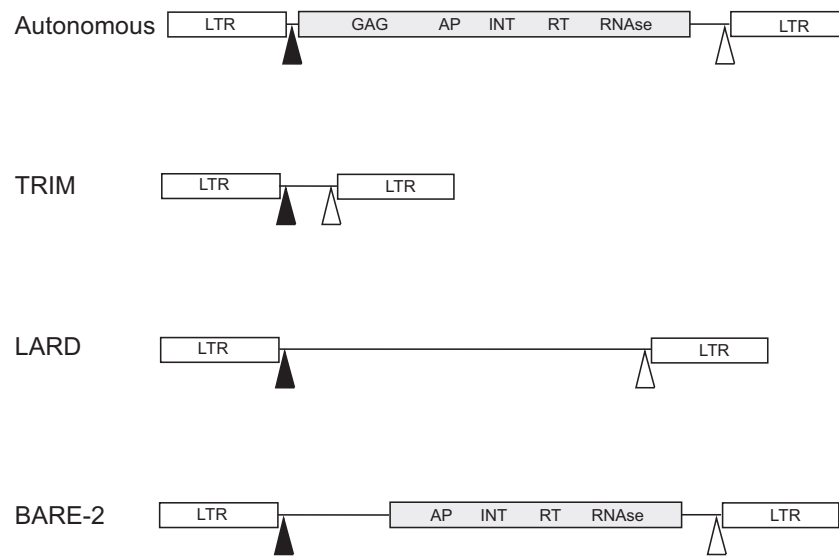 Autonomous LTR GAG AP INT RT RNAse LTR
TRIM LTR LTR
LARD LTR LTR
BARE-2 LTR AP INT RT RNAse LTR